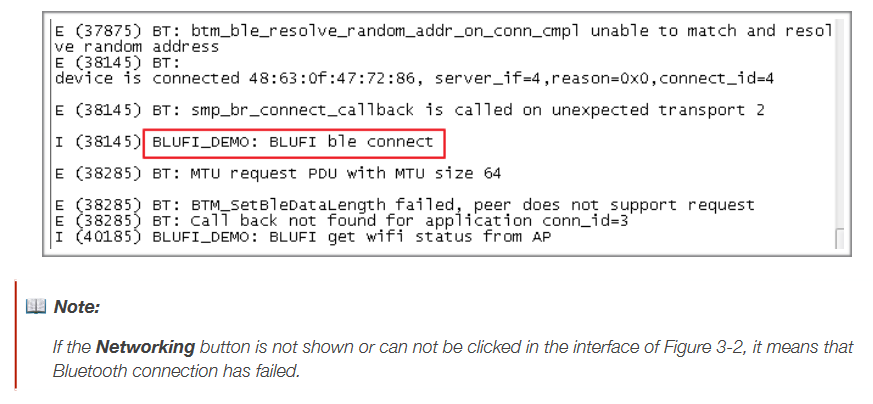 E (37875) BT: btm_ble_resolve_random_addr_on_conn_cmpl unable to match and resol
ve random address
E (38145) BT:
device is connected 48:63:0f:47:72:86, server_if=4,reason=0x0,connect_id=4
E (38145) BT: smp_br_connect_callback is called on unexpected transport 2
I (38145) BLUFI_DEMO: BLUFI ble connect
E (38285) BT: MTU request PDU with MTU size 64
E (38285) BT: BTM_SetBleDataLength failed, peer does not support request
E (38285) BT: Call back not found for application conn_id=3
I (40185) BLUFI_DEMO: BLUFI get wifi status from AP
Note:
If the Networking button is not shown or can not be clicked in the interface of Figure 3-2, it means that
Bluetooth connection has failed.